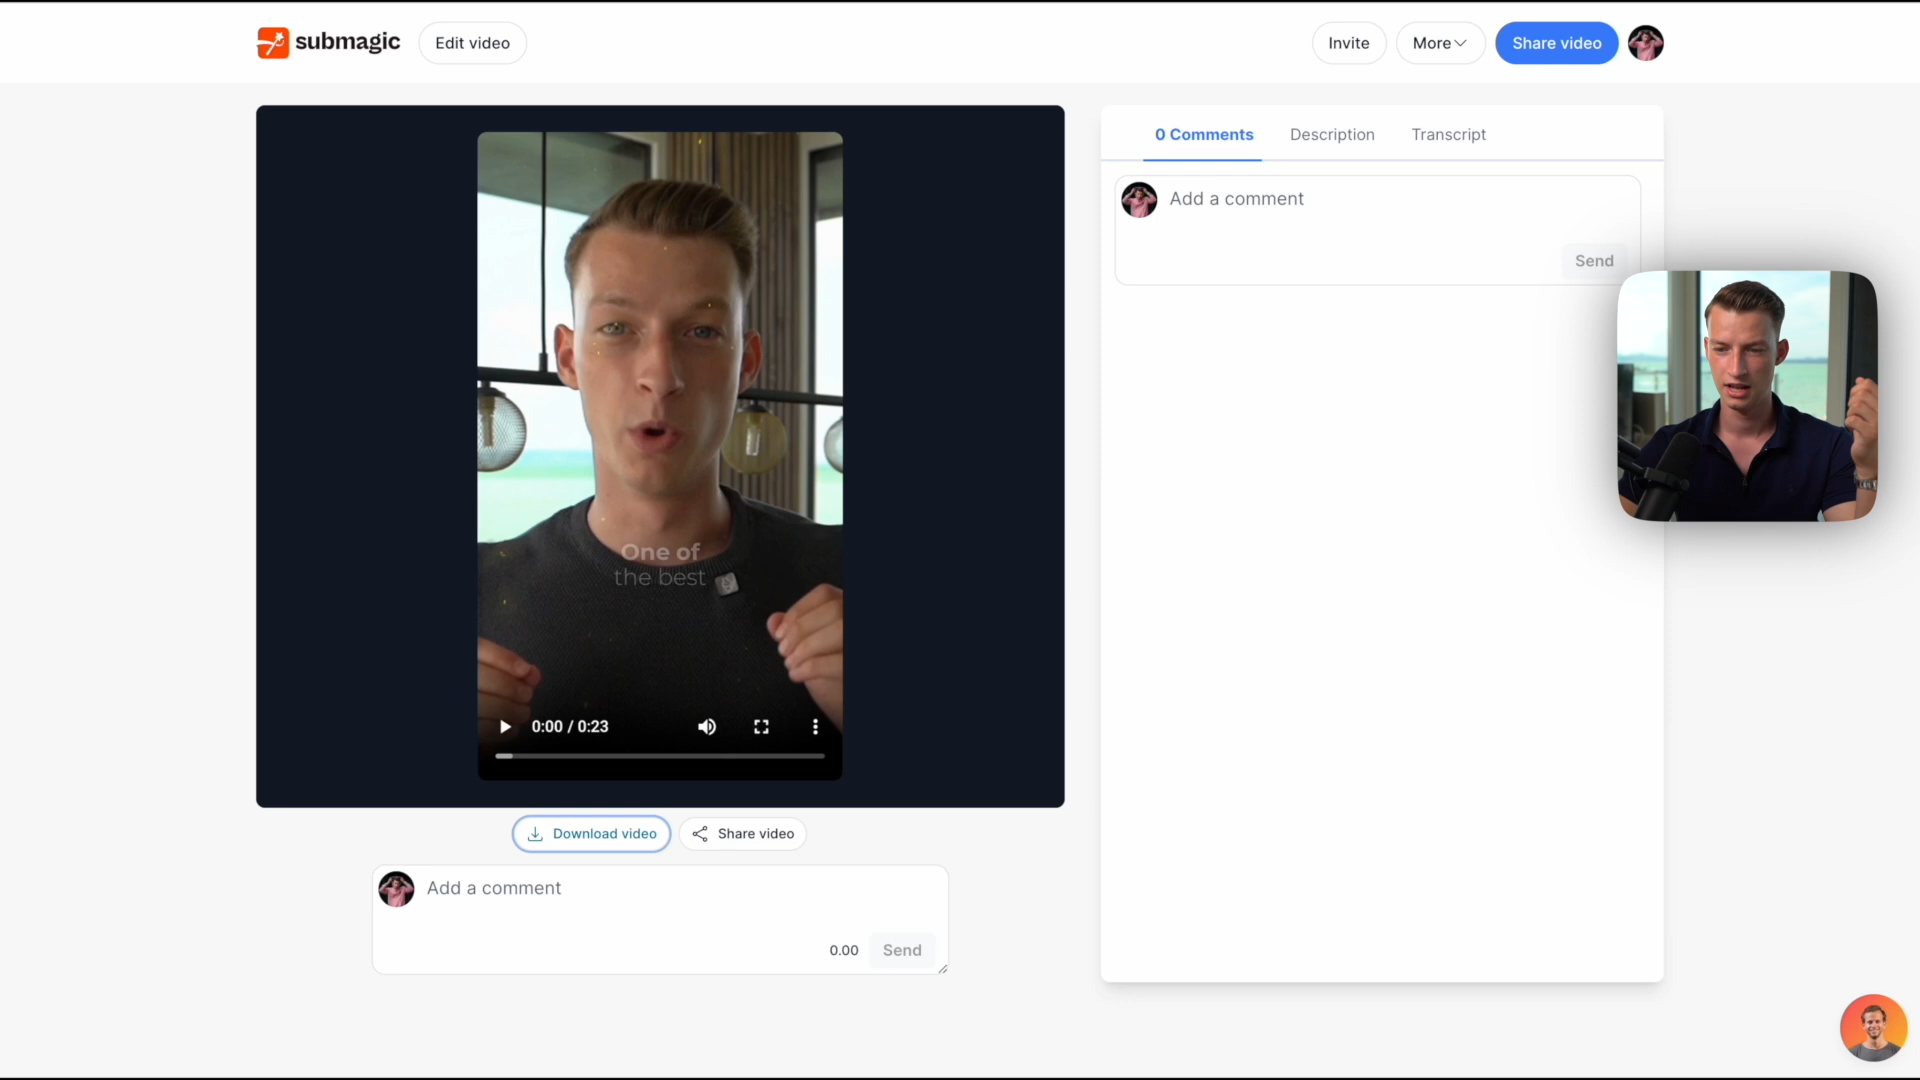 submagic
Edit video
Invite
More
Share video
0 Comments
Description
Transcript
Add a comment
Send
One of
the best
0:00 / 0:23
Download video
Share video
Add a comment
0.00
Send